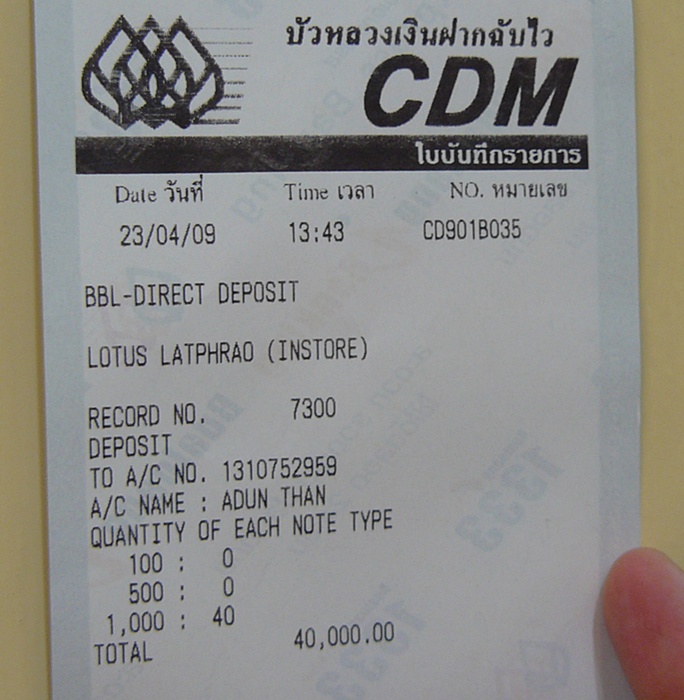 บัวหลวงเงินฝากฉับไว
CDM
ใบบันทึกรายการ
Date วันที่ Time เวลา NO. หมายเลข
23/04/09 13:43 CD901B035
BBL-DIRECT DEPOSIT
LOTUS LATPHRAO (INSTORE)
RECORD NO. 7300
DEPOSIT
TO A/C NO. 1310752959
A/C NAME : ADUN THAN
QUANTITY OF EACH NOTE TYPE
100 : 0
500 : 0
1,000 : 40
TOTAL 40,000.00
1333
1333